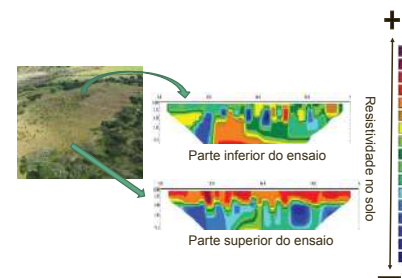 +
Resistividade no solo
Parte inferior do ensaio
Parte superior do ensaio
—